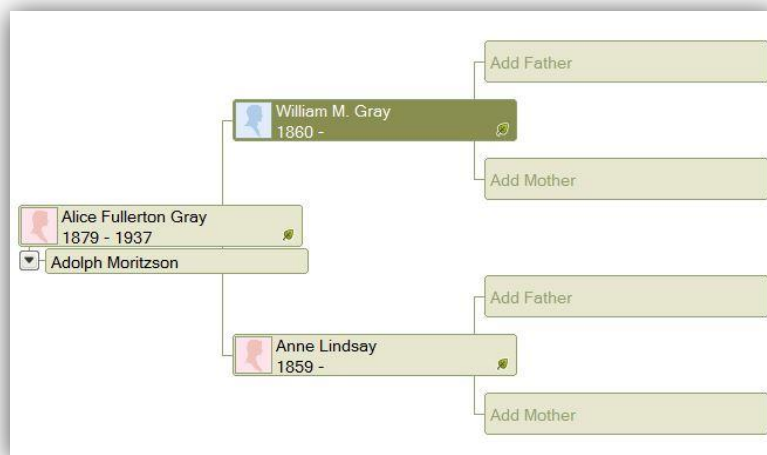 Add Father
William M. Gray
1860 -
Add Mother
Alice Fullerton Gray
1879 - 1937
Adolph Moritzson
Add Father
Anne Lindsay
1859 -
Add Mother